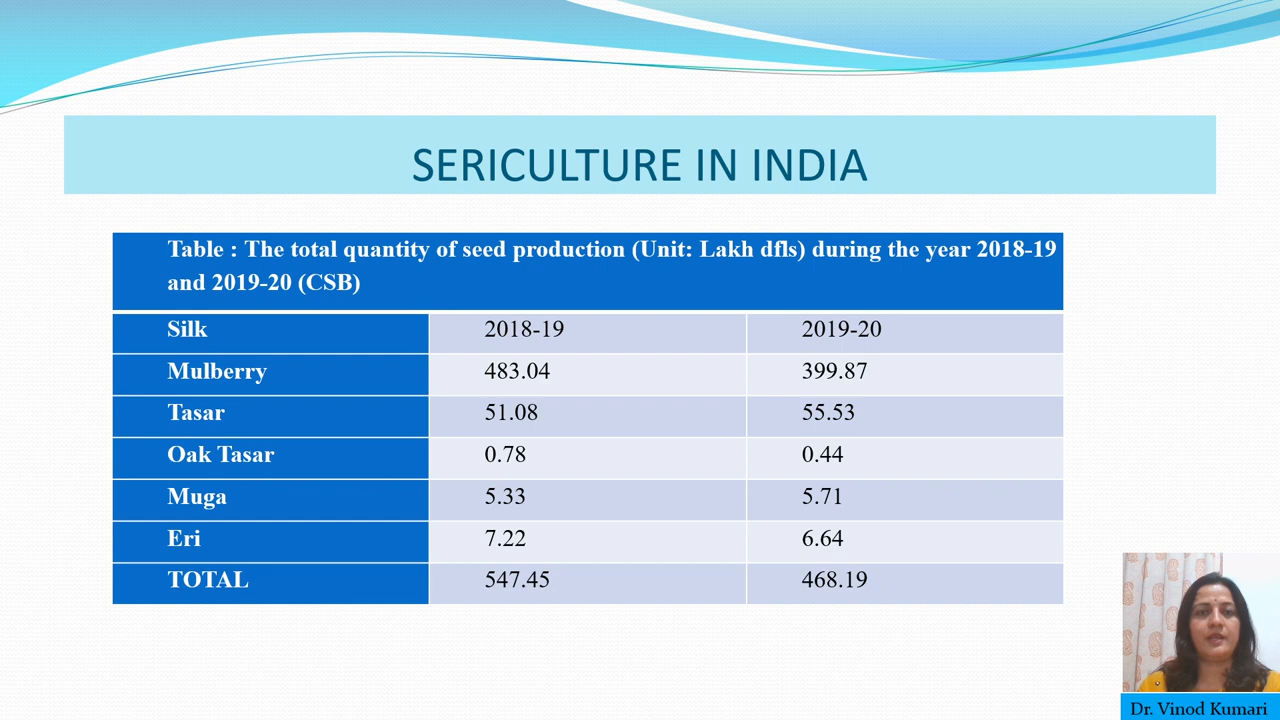 SERICULTURE IN INDIA
Table : The total quantity of seed production (Unit: Lakh dfls) during the year 2018-19
and 2019-20 (CSB)
Silk 2018-19 2019-20
Mulberry 483.04 399.87
Tasar 51.08 55.53
Oak Tasar 0.78 0.44
Muga 5.33 5.71
Eri 7.22 6.64
TOTAL 547.45 468.19
Dr. Vinod Kumari